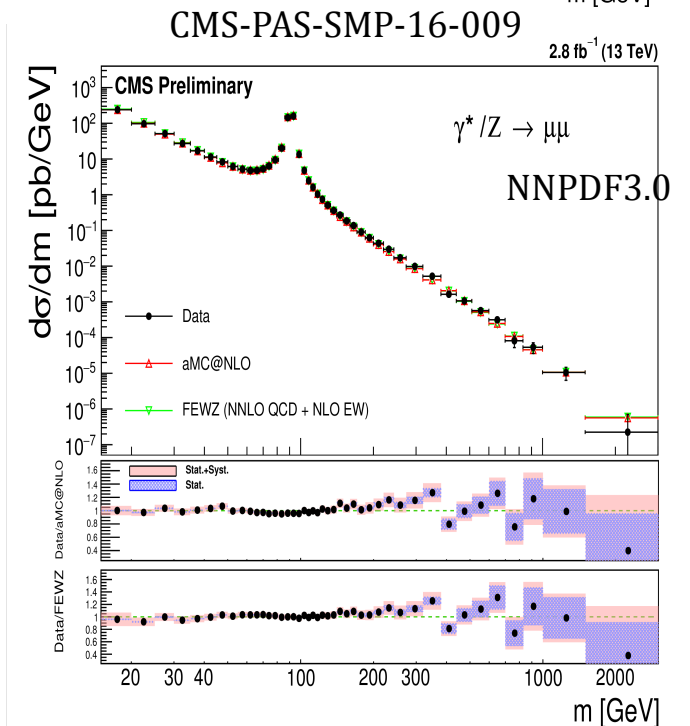 m [GeV]
CMS-PAS-SMP-16-009
2.8 fb⁻¹ (13 TeV)
CMS Preliminary
γ* /Z → μμ
NNPDF3.0
dσ/dm [pb/GeV]
10³
10²
10
1
10⁻¹
10⁻²
10⁻³
10⁻⁴
10⁻⁵
10⁻⁶
10⁻⁷
Data
aMC@NLO
FEWZ (NNLO QCD + NLO EW)
Data/aMC@NLO
1.6
1.4
1.2
1
0.8
0.6
0.4
Stat.+Syst.
Stat.
Data/FEWZ
1.6
1.4
1.2
1
0.8
0.6
0.4
20 30 40 100 200 300 1000 2000
m [GeV]